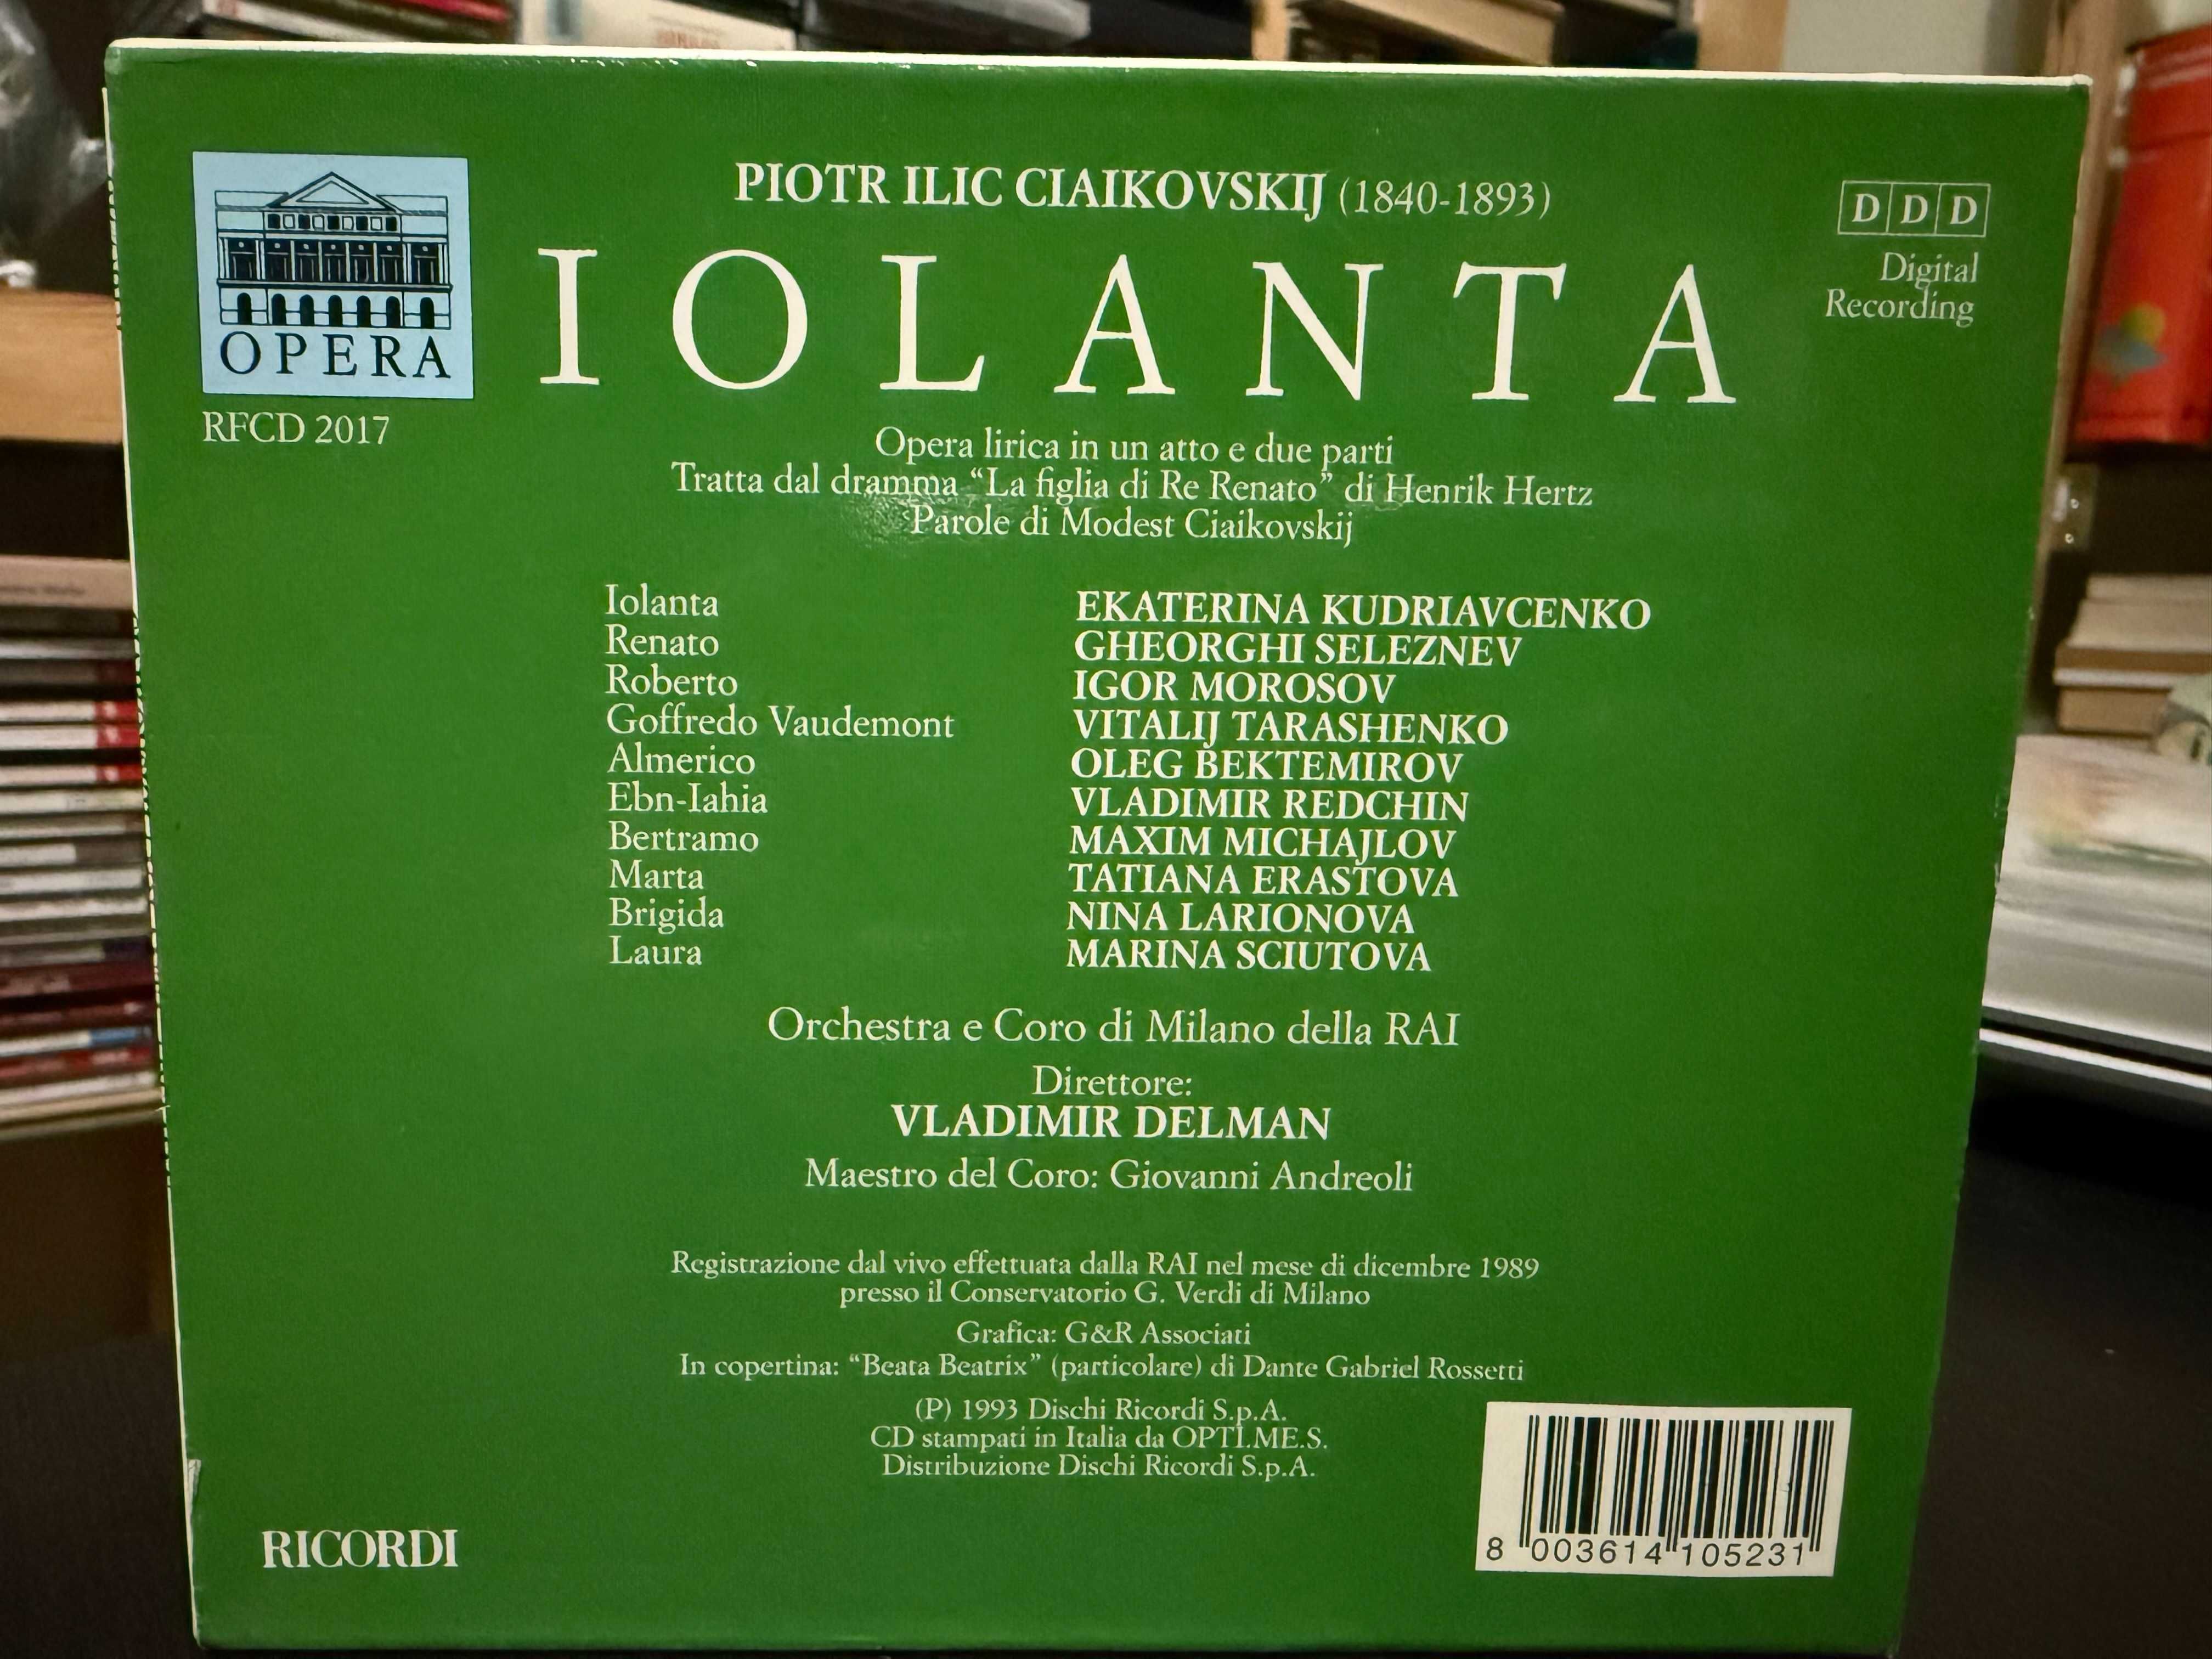 PIOTR ILIC CIAIKOVSKIJ (1840-1893)
IOLANTA
OPERA
RFCD 2017
D D D
Digital
Recording
Opera lirica in un atto e due parti
Tratta dal dramma “La figlia di Re Renato” di Henrik Hertz
Parole di Modest Ciaikovskij
Iolanta EKATERINA KUDRIAVCENKO
Renato GHEORGHI SELEZNEV
Roberto IGOR MOROSOV
Goffredo Vaudemont VITALIJ TARASHENKO
Almerico OLEG BEKTEMIROV
Ebn-Iahia VLADIMIR REDCHIN
Bertramo MAXIM MICHAJLOV
Marta TATIANA ERASTOVA
Brigida NINA LARIONOVA
Laura MARINA SCIUTOVA
Orchestra e Coro di Milano della RAI
Direttore:
VLADIMIR DELMAN
Maestro del Coro: Giovanni Andreoli
Registrazione dal vivo effettuata dalla RAI nel mese di dicembre 1989
presso il Conservatorio G. Verdi di Milano
Grafica: G&R Associati
In copertina: “Beata Beatrix” (particolare) di Dante Gabriel Rossetti
(P) 1993 Dischi Ricordi S.p.A.
CD stampati in Italia da OPTI.ME.S.
Distribuzione Dischi Ricordi S.p.A.
RICORDI
8 003614 105231